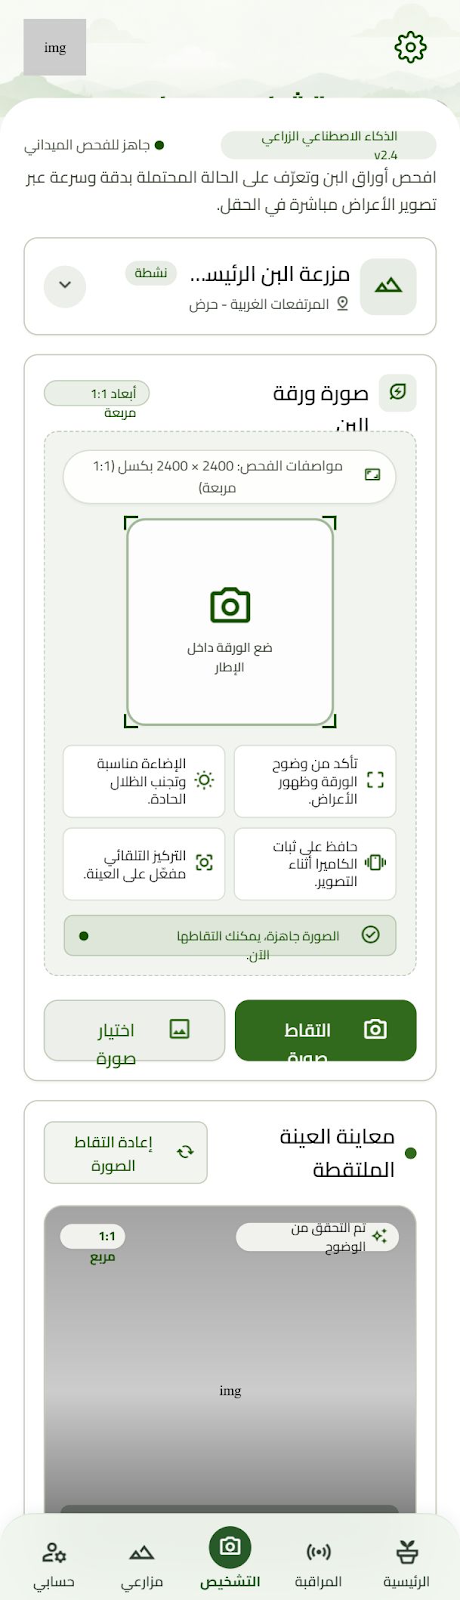 img
الذكاء الاصطناعي الزراعي
v2.4
جاهز للفحص الميداني
افحص أوراق البن وتعرّف على الحالة المحتملة بدقة وسرعة عبر
تصوير الأعراض مباشرة في الحقل.
مزرعة البن الرئيسـ...
نشطة
المرتفعات الغربية - حرض
صورة ورقة
البن
أبعاد 1:1
مربعة
مواصفات الفحص: 2400 × 2400 بكسل (1:1
مربعة)
ضع الورقة داخل
الإطار
تأكد من وضوح
الورقة وظهور
الأعراض.
الإضاءة مناسبة
وتجنب الظلال
الحادة.
حافظ على ثبات
الكاميرا أثناء
التصوير.
التركيز التلقائي
مفعّل على العينة.
الصورة جاهزة، يمكنك التقاطها
الآن.
التقاط
صورة
اختيار
صورة
معاينة العينة
الملتقطة
إعادة التقاط
الصورة
تم التحقق من
الوضوح
1:1
مربع
img
الرئيسية
المراقبة
التشخيص
مزارعي
حسابي